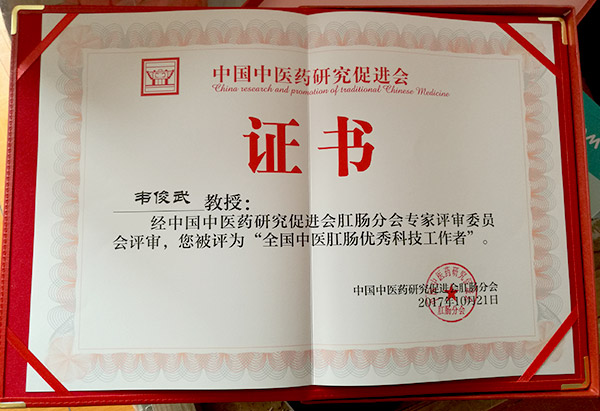 中国中医药研究促进会
China research and promotion of traditional Chinese Medicine
证书
韦俊武 教授：
经中国中医药研究促进会肛肠分会专家评审委员
会评审，您被评为“全国中医肛肠优秀科技工作者”。
中国中医药研究促进会肛肠分会
2017年10月21日
肛肠分会